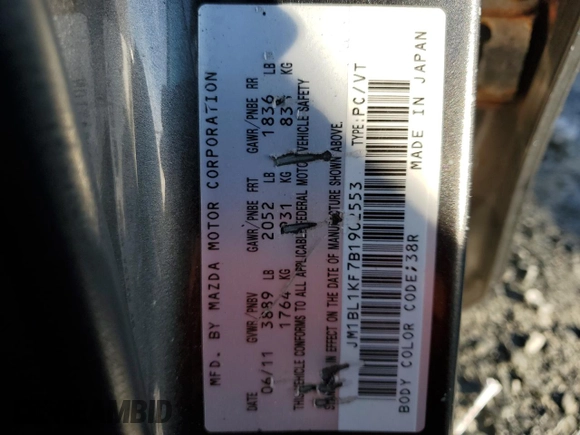 MFD. BY MAZDA MOTOR CORPORATION
DATE GVWR/PNBV GAWR/PNBE FRT GAWR/PNBE RR
06/11 3889 LB 2052 LB 1836 LB
1764 KG 931 KG KG
THIS VEHICLE CONFORMS TO ALL APPLICABLE FEDERAL MOTOR VEHICLE SAFETY
IN EFFECT ON THE DATE OF MANUFACTURE SHOWN ABOVE.
TYPE:PC/VT
BODY COLOR CODE:38R MADE IN JAPAN